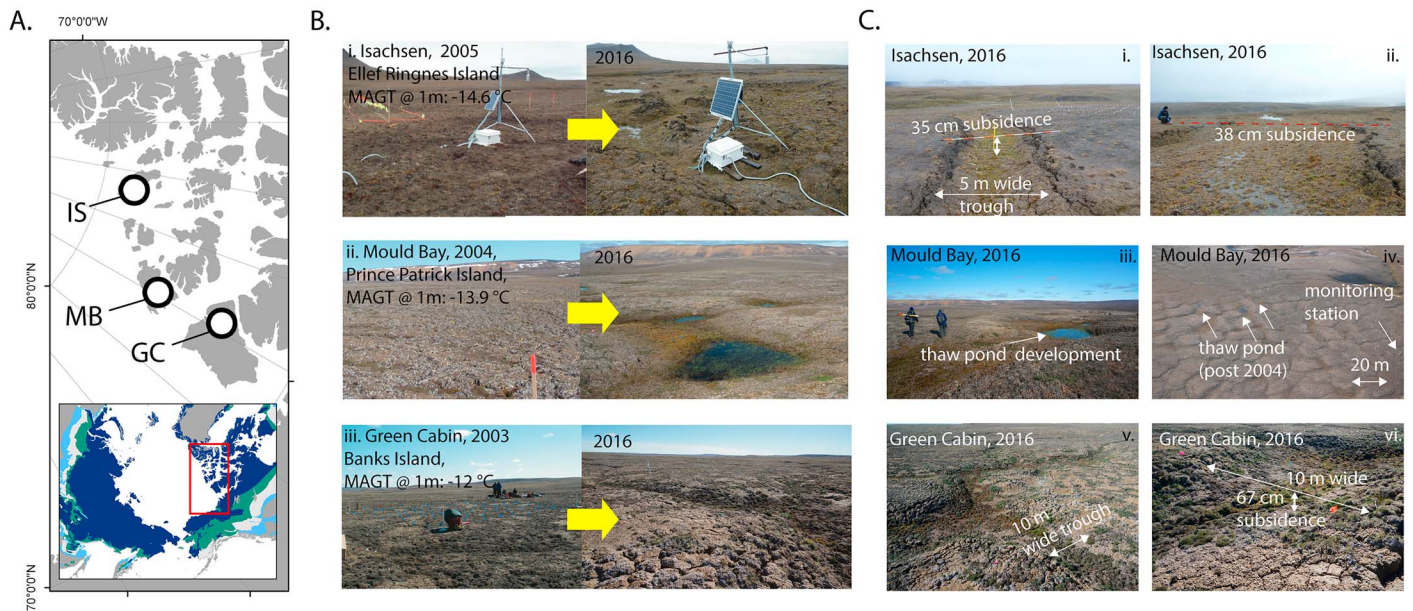 A.
70°0'0"W
IS
MB
GC
80°0'0"N
70°0'0"N
B.
i. Isachsen, 2005
Ellef Ringnes Island
MAGT @ 1m: -14.6 °C
2016
ii. Mould Bay, 2004,
Prince Patrick Island,
MAGT @ 1m: -13.9 °C
2016
iii. Green Cabin, 2003
Banks Island,
MAGT @ 1m: -12 °C
2016
C.
Isachsen, 2016
i.
35 cm subsidence
5 m wide
trough
Isachsen, 2016
ii.
38 cm subsidence
Mould Bay, 2016
iii.
thaw pond development
Mould Bay, 2016
iv.
monitoring
station
thaw pond
(post 2004)
20 m
Green Cabin, 2016
v.
10 m
wide trough
Green Cabin, 2016
vi.
10 m wide
67 cm
subsidence